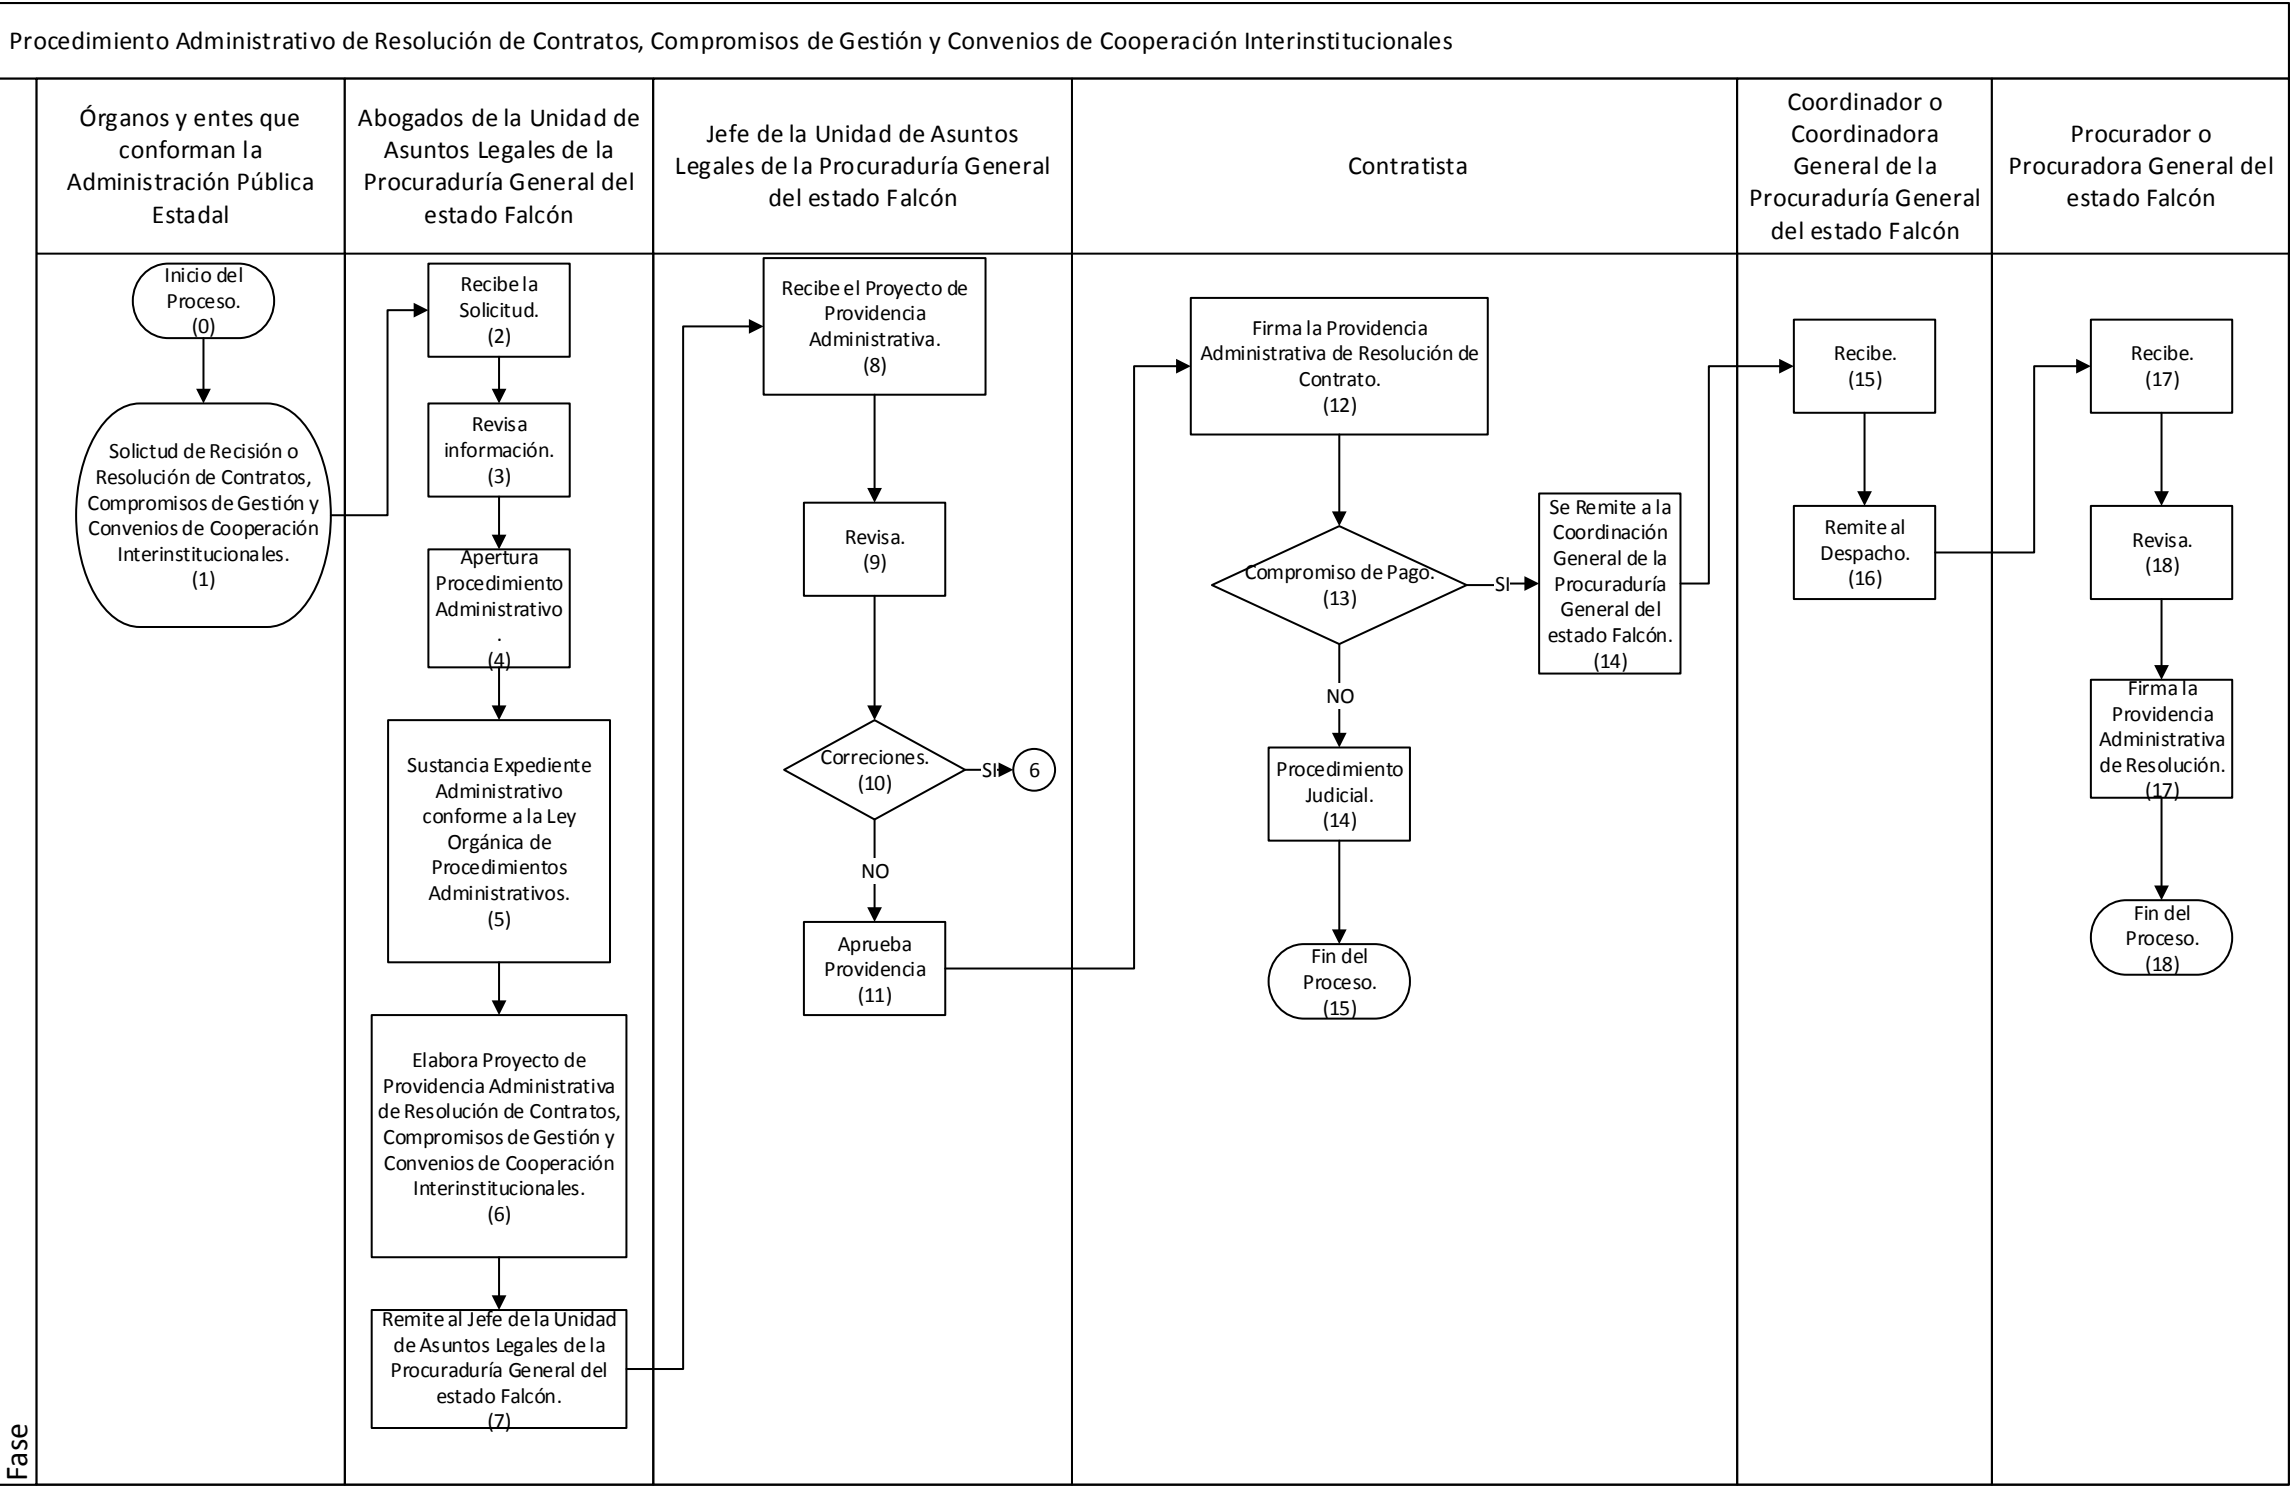 Procedimiento Administrativo de Resolución de Contratos, Compromisos de Gestión y Convenios de Cooperación Interinstitucionales
Fase
Órganos y entes que
conforman la
Administración Pública
Estadal
Abogados de la Unidad de
Asuntos Legales de la
Procuraduría General del
estado Falcón
Jefe de la Unidad de Asuntos
Legales de la Procuraduría General
del estado Falcón
Contratista
Coordinador o
Coordinadora
General de la
Procuraduría General
del estado Falcón
Procurador o
Procuradora General del
estado Falcón
Inicio del
Proceso.
(0)
Solictud de Recisión o
Resolución de Contratos,
Compromisos de Gestión y
Convenios de Cooperación
Interinstitucionales.
(1)
Recibe la
Solicitud.
(2)
Revisa
información.
(3)
Apertura
Procedimiento
Administrativo
.
(4)
Sustancia Expediente
Administrativo
conforme a la Ley
Orgánica de
Procedimientos
Administrativos.
(5)
Elabora Proyecto de
Providencia Administrativa
de Resolución de Contratos,
Compromisos de Gestión y
Convenios de Cooperación
Interinstitucionales.
(6)
Remite al Jefe de la Unidad
de Asuntos Legales de la
Procuraduría General del
estado Falcón.
(7)
Recibe el Proyecto de
Providencia
Administrativa.
(8)
Revisa.
(9)
Correciones.
(10)
SI
6
NO
Aprueba
Providencia
(11)
Firma la Providencia
Administrativa de Resolución de
Contrato.
(12)
Compromiso de Pago.
(13)
SI
Se Remite a la
Coordinación
General de la
Procuraduría
General del
estado Falcón.
(14)
NO
Procedimiento
Judicial.
(14)
Fin del
Proceso.
(15)
Recibe.
(15)
Remite al
Despacho.
(16)
Recibe.
(17)
Revisa.
(18)
Firma la
Providencia
Administrativa
de Resolución.
(17)
Fin del
Proceso.
(18)